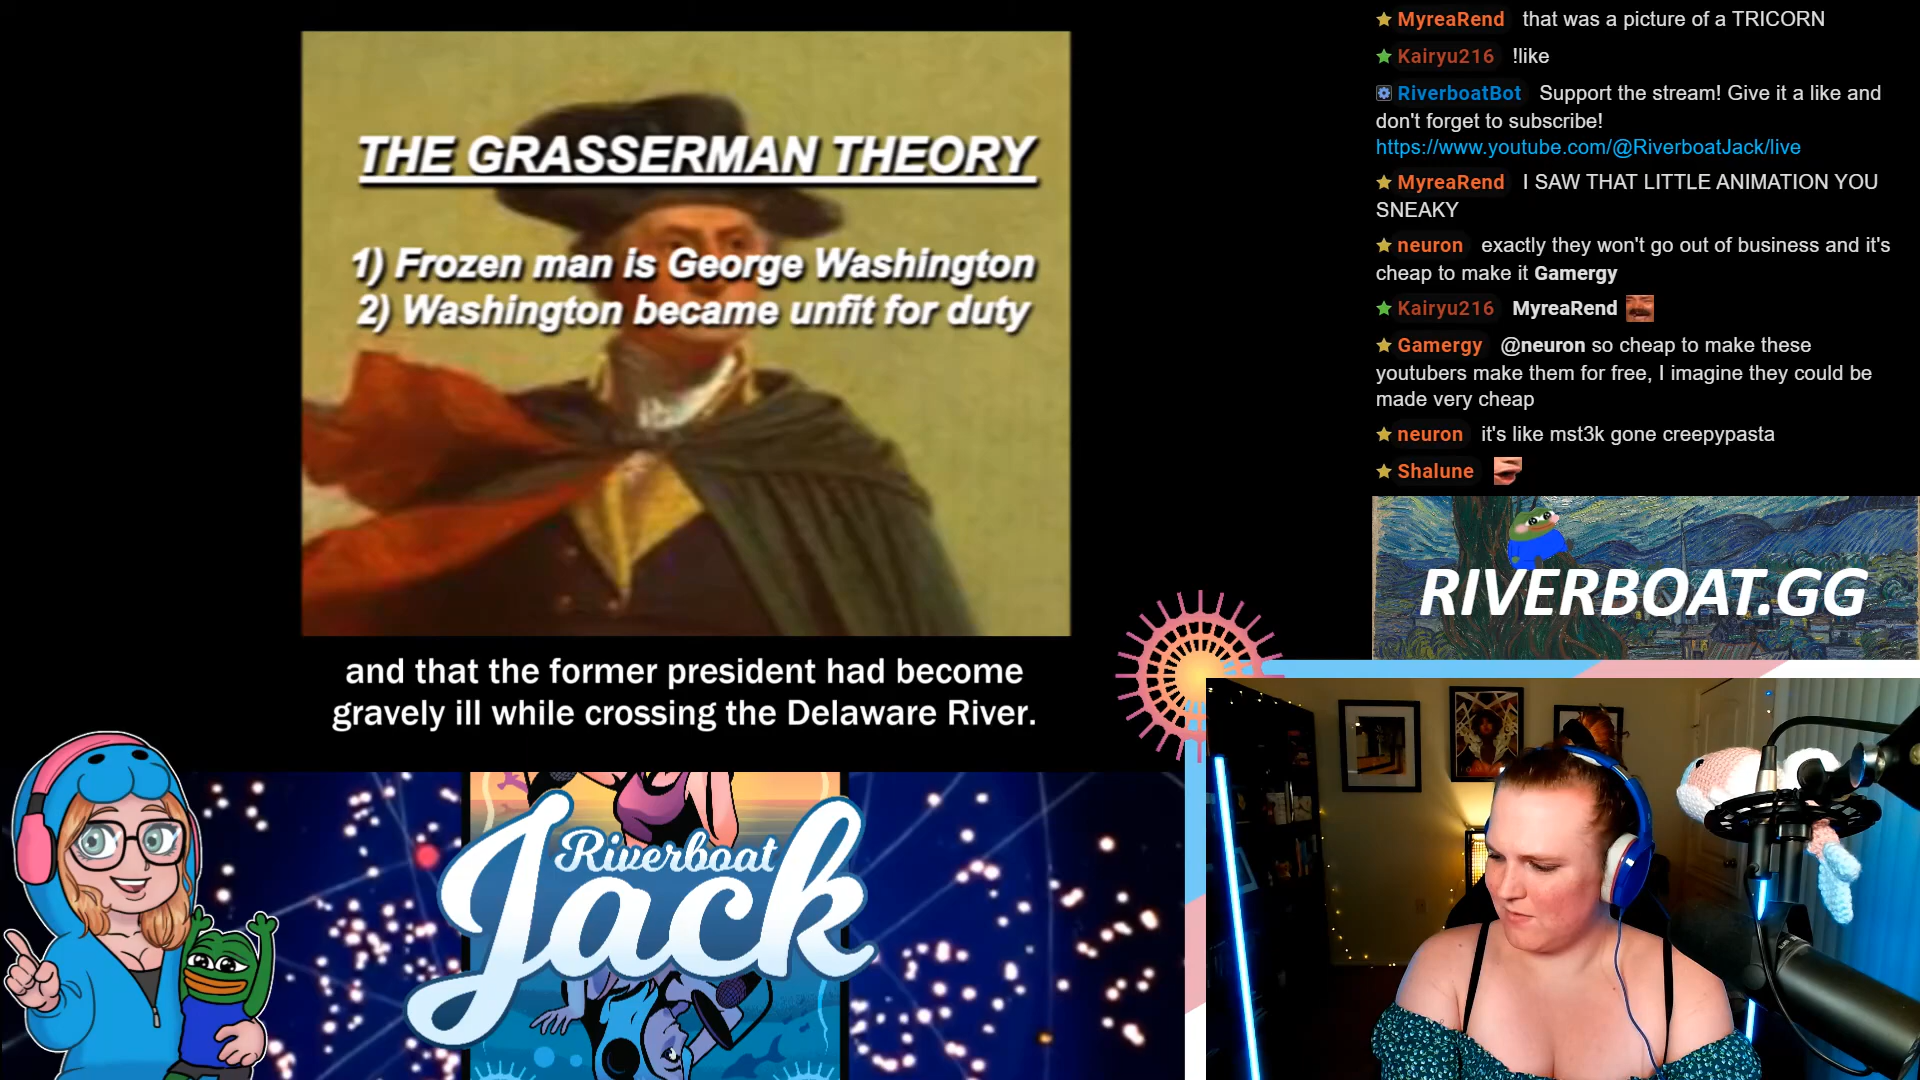 THE GRASSERMAN THEORY
1) Frozen man is George Washington
2) Washington became unfit for duty
and that the former president had become
gravely ill while crossing the Delaware River.
MyreaRend that was a picture of a TRICORN
Kairyu216 !like
RiverboatBot Support the stream! Give it a like and
don't forget to subscribe!
https://www.youtube.com/@RiverboatJack/live
MyreaRend I SAW THAT LITTLE ANIMATION YOU
SNEAKY
neuron exactly they won't go out of business and it's
cheap to make it Gamergy
Kairyu216 MyreaRend
Gamergy @neuron so cheap to make these
youtubers make them for free, I imagine they could be
made very cheap
neuron it's like mst3k gone creepypasta
Shalune
RIVERBOAT.GG
Riverboat
Jack